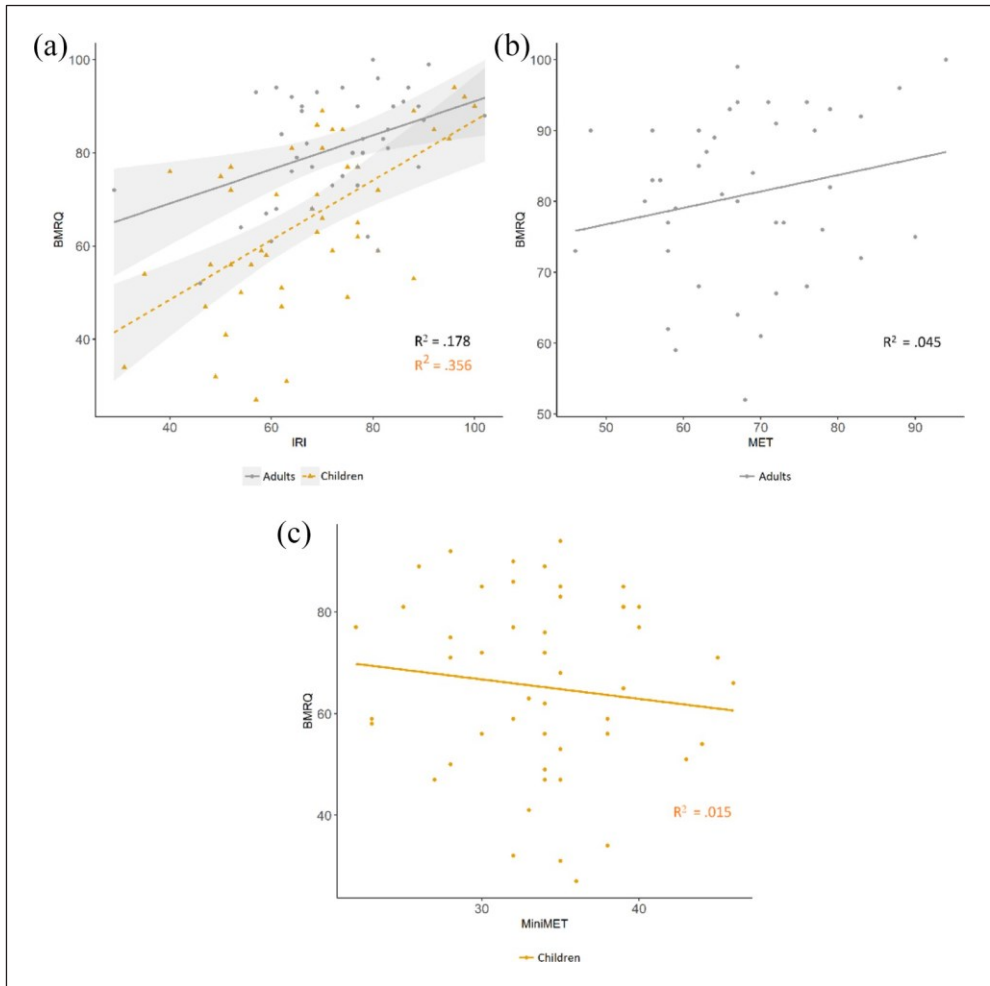 (a)
BMRQ
100
80
60
40
R² = .178
R² = .356
40
60
80
100
IRI
Adults
Children
(b)
BMRQ
100
90
80
70
60
50
R² = .045
50
60
70
80
90
MET
Adults
(c)
BMRQ
80
60
40
R² = .015
30
40
MiniMET
Children